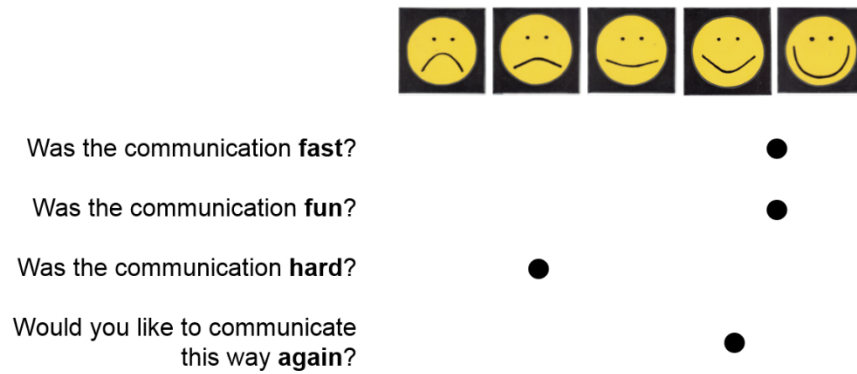 Was the communication fast?
Was the communication fun?
Was the communication hard?
Would you like to communicate
this way again?